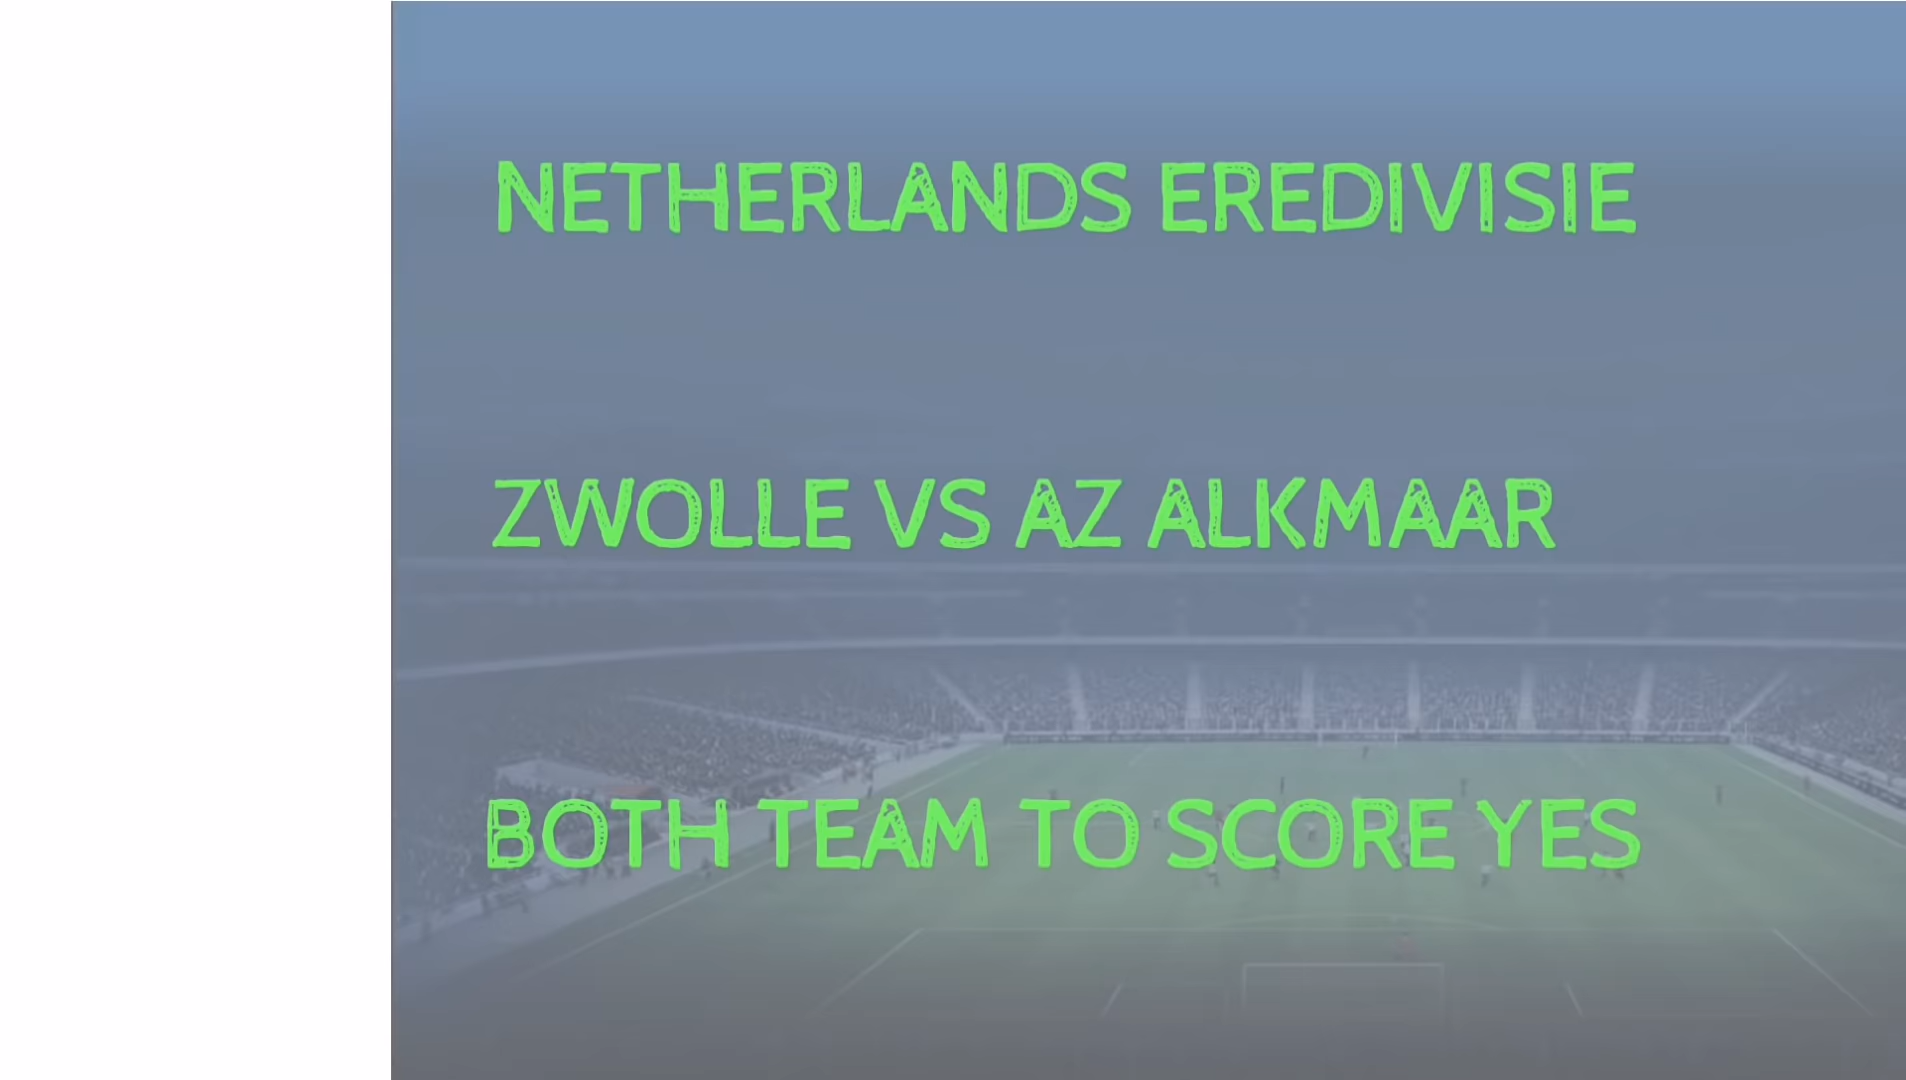 NETHERLANDS EREDIVISIE
ZWOLLE VS AZ ALKMAAR
BOTH TEAM TO SCORE YES